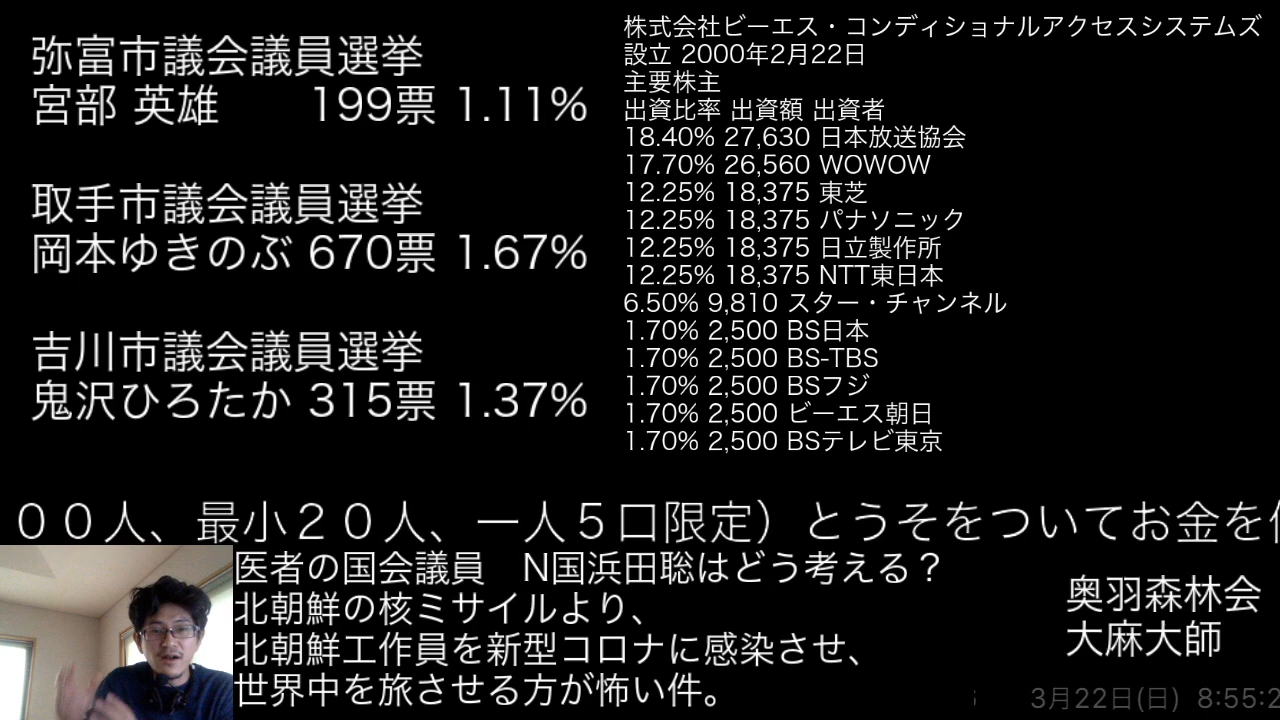 弥富市議会議員選挙
宮部 英雄 199票 1.11%
取手市議会議員選挙
岡本ゆきのぶ 670票 1.67%
吉川市議会議員選挙
鬼沢ひろたか 315票 1.37%
株式会社ビーエス・コンディショナルアクセスシステムズ
設立 2000年2月22日
主要株主
出資比率 出資額 出資者
18.40% 27,630 日本放送協会
17.70% 26,560 WOWOW
12.25% 18,375 東芝
12.25% 18,375 パナソニック
12.25% 18,375 日立製作所
12.25% 18,375 NTT東日本
6.50% 9,810 スター・チャンネル
1.70% 2,500 BS日本
1.70% 2,500 BS-TBS
1.70% 2,500 BSフジ
1.70% 2,500 ビーエス朝日
1.70% 2,500 BSテレビ東京
００人、最小２０人、一人５口限定）とうそをついてお金を
医者の国会議員 N国浜田聡はどう考える？
北朝鮮の核ミサイルより、
北朝鮮工作員を新型コロナに感染させ、
世界中を旅させる方が怖い件。
奥羽森林会
大麻大師
3月22日(日) 8:55:2